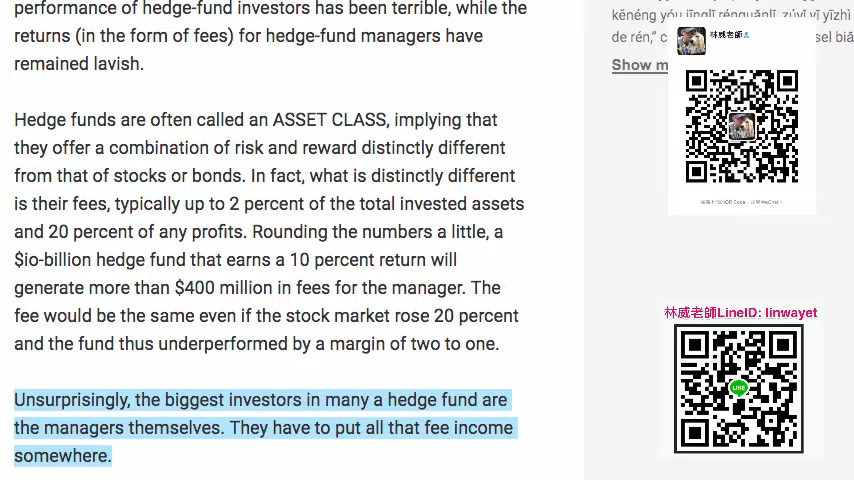 performance of hedge-fund investors has been terrible, while the
returns (in the form of fees) for hedge-fund managers have
remained lavish.
Hedge funds are often called an ASSET CLASS, implying that
they offer a combination of risk and reward distinctly different
from that of stocks or bonds. In fact, what is distinctly different
is their fees, typically up to 2 percent of the total invested assets
and 20 percent of any profits. Rounding the numbers a little, a
$io-billion hedge fund that earns a 10 percent return will
generate more than $400 million in fees for the manager. The
fee would be the same even if the stock market rose 20 percent
and the fund thus underperformed by a margin of two to one.
Unsurprisingly, the biggest investors in many a hedge fund are
the managers themselves. They have to put all that fee income
somewhere.
kěnéng yóu jīnglǐ
de rén," c
Show m
林威老師
林威老師LineID: linwayet
LINE